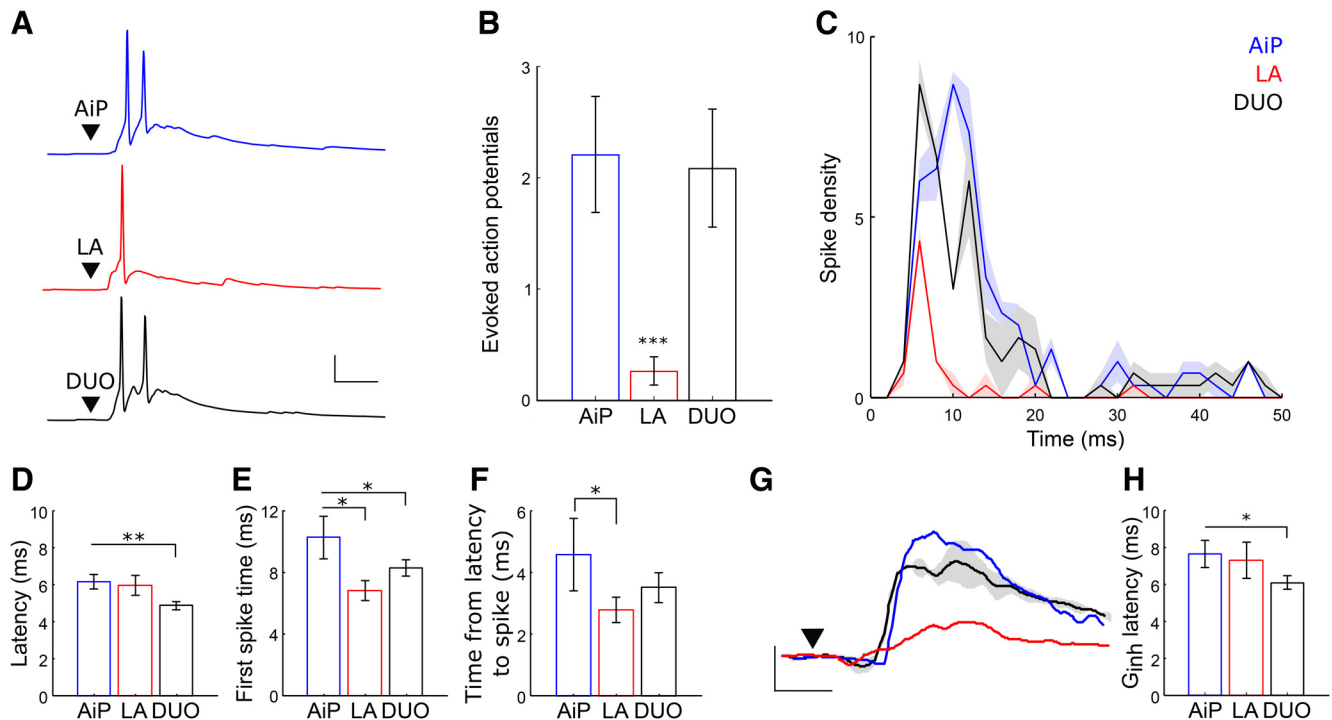 A
AiP
LA
DUO
B
Evoked action potentials
3
2
1
0
***
AiP LA DUO
C
AiP
LA
DUO
Spike density
10
5
0
0 10 20 30 40 50
Time (ms)
D
Latency (ms)
10
8
6
4
2
0
**
AiP LA DUO
E
First spike time (ms)
12
8
4
0
*
*
AiP LA DUO
F
Time from latency
to spike (ms)
6
4
2
0
*
AiP LA DUO
G
H
Ginh latency (ms)
10
8
6
4
2
0
*
AiP LA DUO